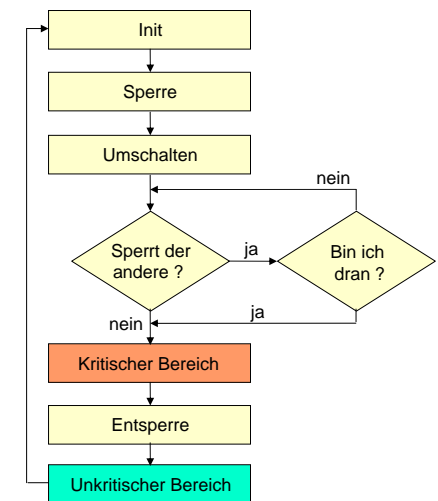 Init
Sperre
Umschalten
nein
Sperrt der
andere ?
ja
Bin ich
dran ?
nein
ja
Kritischer Bereich
Entsperre
Unkritischer Bereich